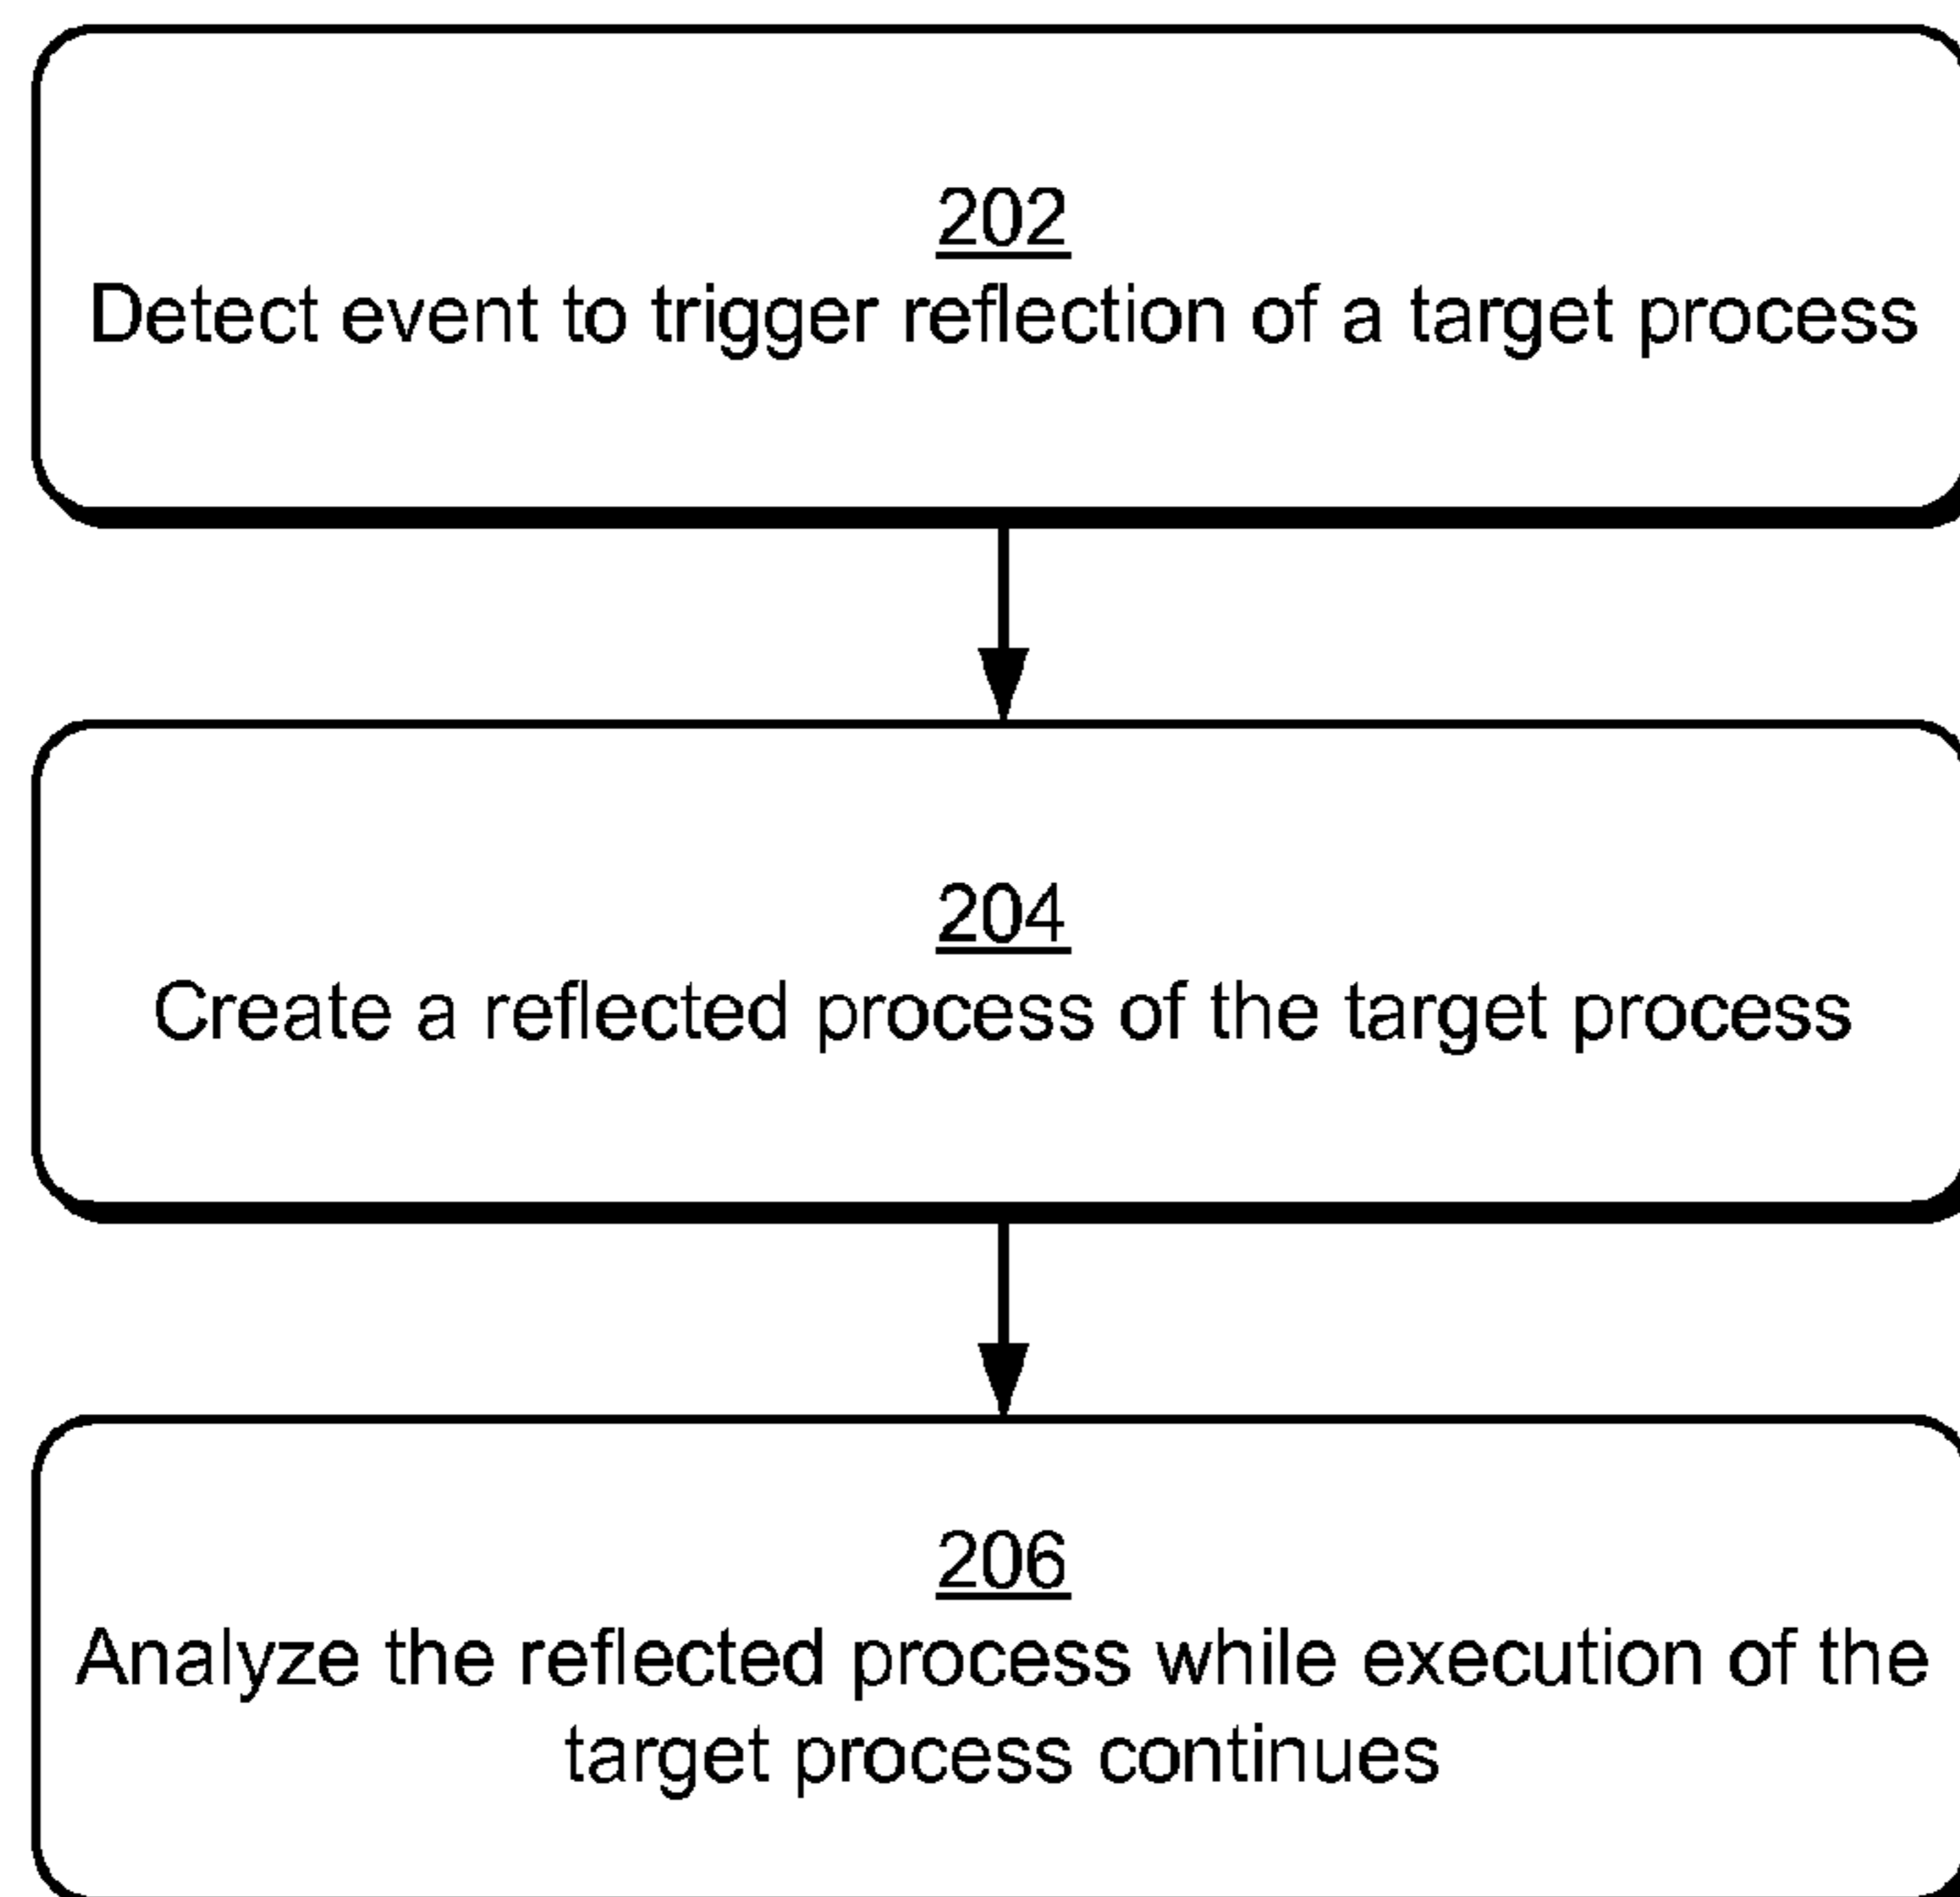 202
Detect event to trigger reflection of a target process
204
Create a reflected process of the target process
206
Analyze the reflected process while execution of the
target process continues